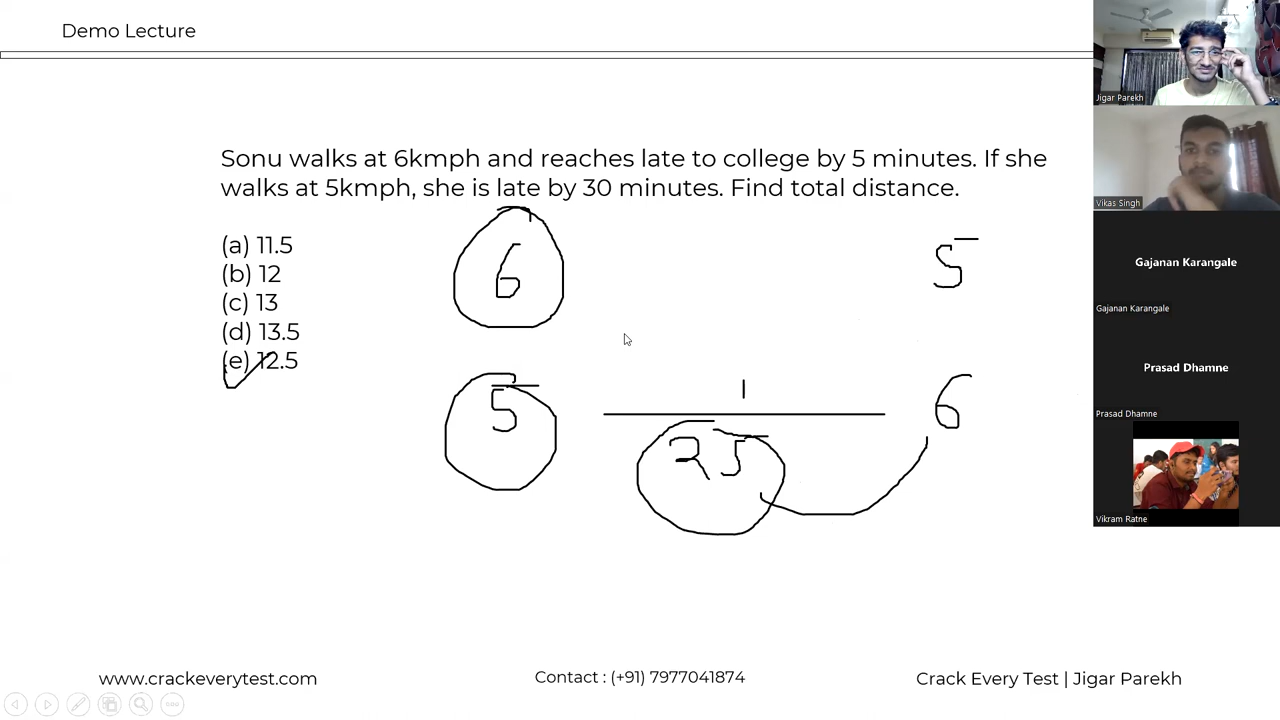 Demo Lecture
Sonu walks at 6kmph and reaches late to college by 5 minutes. If she
walks at 5kmph, she is late by 30 minutes. Find total distance.
(a) 11.5
(b) 12
(c) 13
(d) 13.5
(e) 12.5
6
5
5
1
25
6
Jigar Parekh
Vikas Singh
Gajanan Karangale
Gajanan Karangale
Prasad Dhamne
Prasad Dhamne
Vikram Ratne
www.crackeverytest.com
Contact : (+91) 7977041874
Crack Every Test | Jigar Parekh